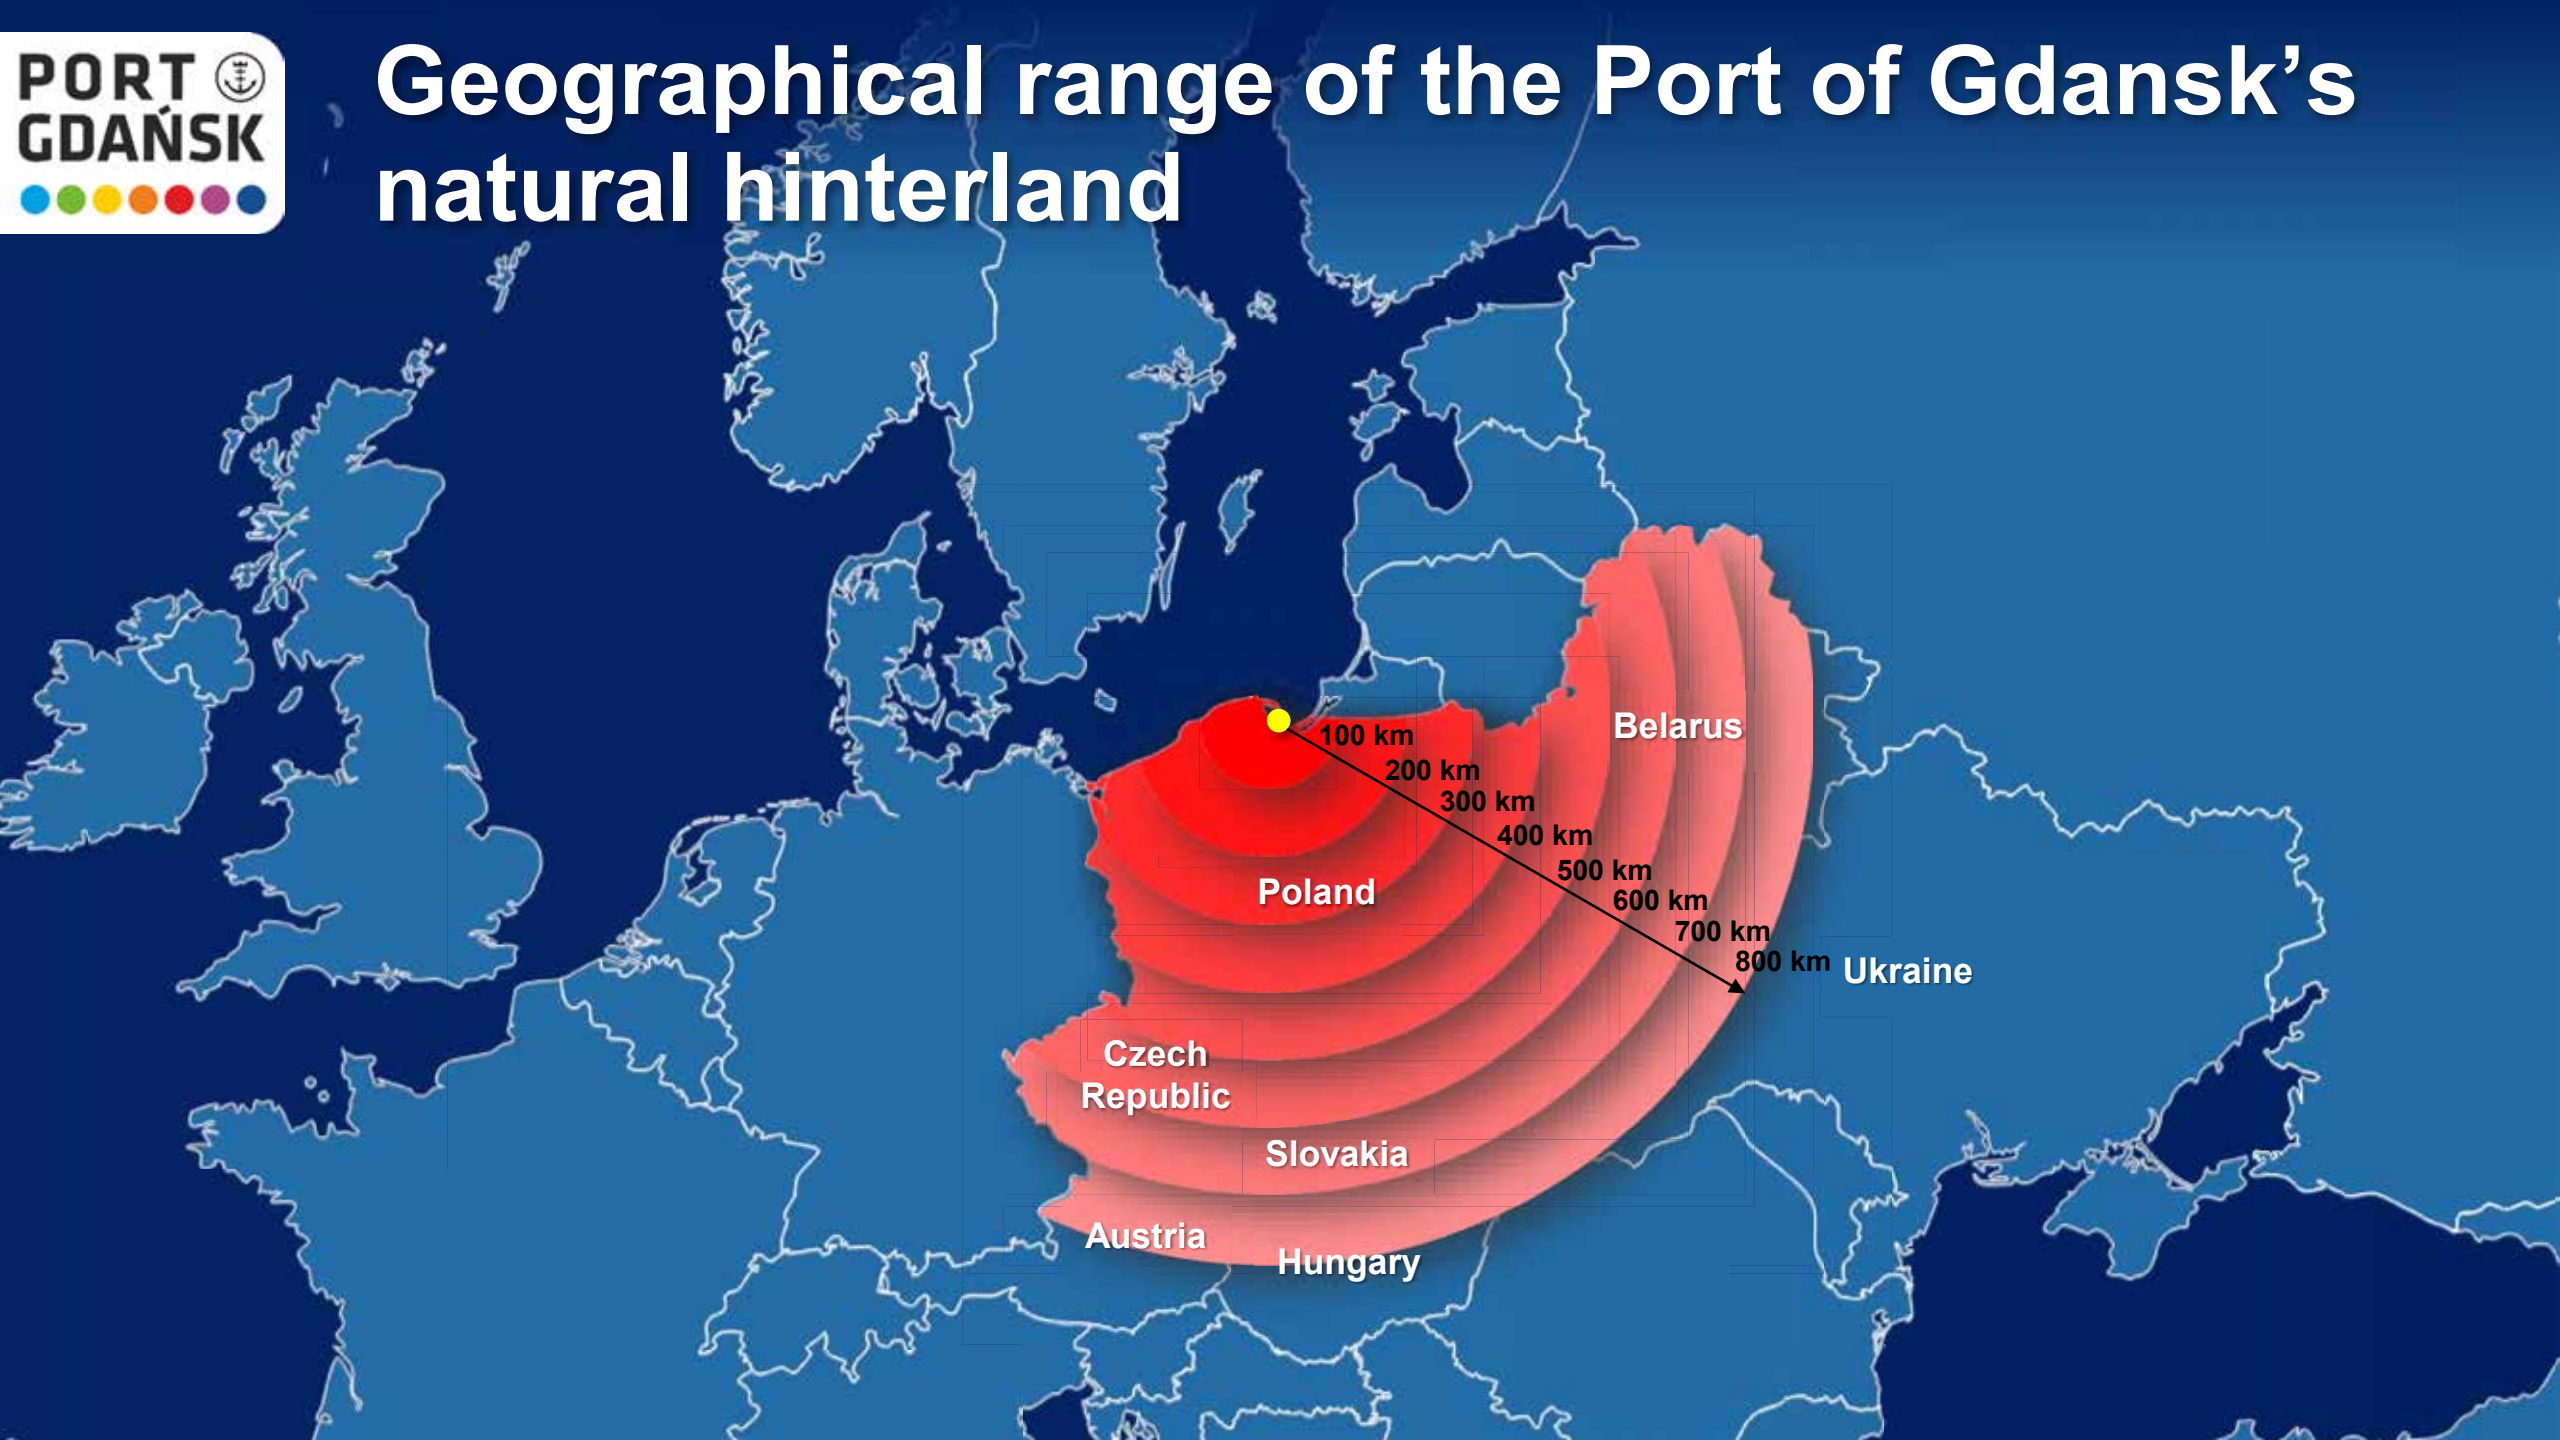 PORT
GDAŃSK
Geographical range of the Port of Gdansk’s
natural hinterland
100 km
Belarus
200 km
300 km
400 km
500 km
Poland
600 km
700 km
800 km
Ukraine
Czech
Republic
Slovakia
Austria
Hungary